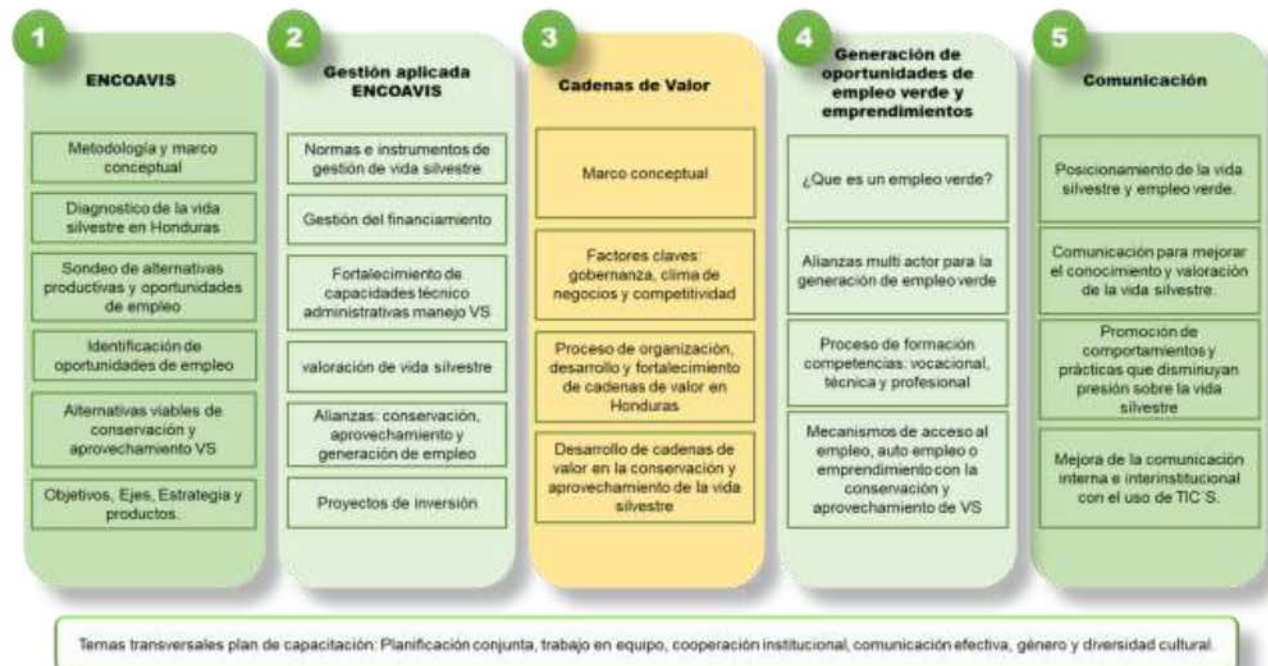 1
ENCOAVIS
Metodología y marco
conceptual
Diagnostico de la vida
silvestre en Honduras
Sondeo de alternativas
productivas y oportunidades
de empleo
Identificación de
oportunidades de empleo
Alternativas viables de
conservación y
aprovechamiento VS
Objetivos, Ejes, Estrategia y
productos.
2
Gestión aplicada
ENCOAVIS
Normas e instrumentos de
gestión de vida silvestre
Gestión del financiamiento
Fortalecimiento de
capacidades técnico
administrativas manejo VS
valoración de vida silvestre
Alianzas: conservación,
aprovechamiento y
generación de empleo
Proyectos de inversión
3
Cadenas de Valor
Marco conceptual
Factores claves:
gobernanza, clima de
negocios y competitividad
Proceso de organización,
desarrollo y fortalecimiento
de cadenas de valor en
Honduras
Desarrollo de cadenas de
valor en la conservación y
aprovechamiento de la vida
silvestre
4
Generación de
oportunidades de
empleo verde y
emprendimientos
¿Que es un empleo verde?
Alianzas multi actor para la
generación de empleo verde
Proceso de formación
competencias: vocacional,
técnica y profesional
Mecanismos de acceso al
empleo, auto empleo o
emprendimiento con la
conservación y
aprovechamiento de VS
5
Comunicación
Posicionamiento de la vida
silvestre y empleo verde.
Comunicación para mejorar
el conocimiento y valoración
de la vida silvestre.
Promoción de
comportamientos y
prácticas que disminuyan
presión sobre la vida
silvestre
Mejora de la comunicación
interna e interinstitucional
con el uso de TIC´S.
Temas transversales plan de capacitación: Planificación conjunta, trabajo en equipo, cooperación institucional, comunicación efectiva, género y diversidad cultural.